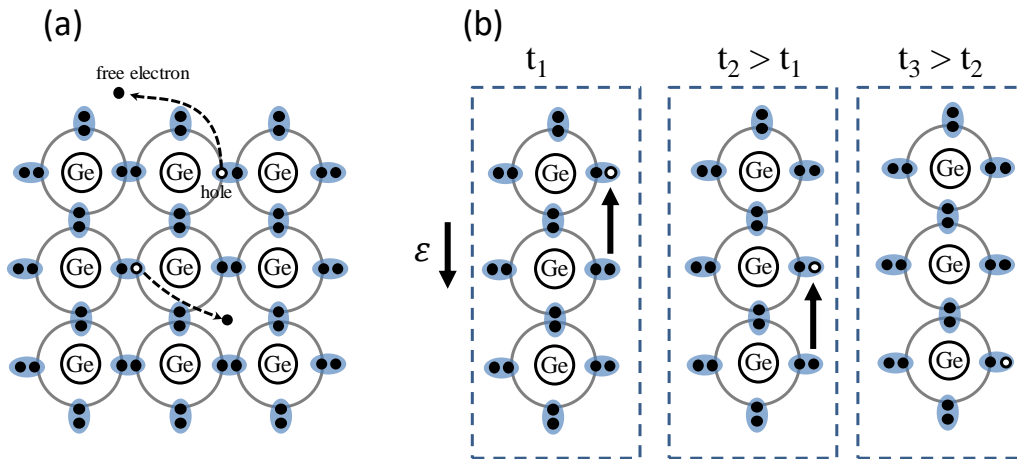 (a)
free electron
Ge Ge Ge
hole
Ge Ge Ge
Ge Ge Ge
(b)
t₁
t₂ > t₁
t₃ > t₂
ε
Ge Ge Ge
Ge Ge Ge
Ge Ge Ge